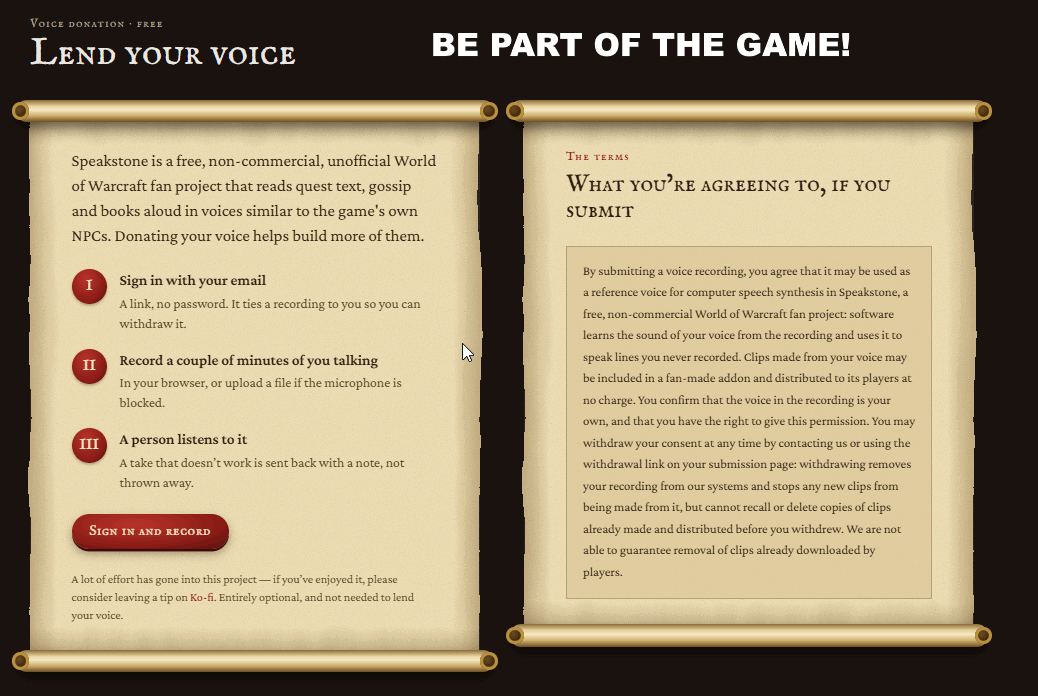 Voice donation · free
Lend your voice
BE PART OF THE GAME!
Speakstone is a free, non-commercial, unofficial World
of Warcraft fan project that reads quest text, gossip
and books aloud in voices similar to the game's own
NPCs. Donating your voice helps build more of them.
I
Sign in with your email
A link, no password. It ties a recording to you so you can
withdraw it.
II
Record a couple of minutes of you talking
In your browser, or upload a file if the microphone is
blocked.
III
A person listens to it
A take that doesn’t work is sent back with a note, not
thrown away.
Sign in and record
A lot of effort has gone into this project — if you’ve enjoyed it, please
consider leaving a tip on Ko-fi. Entirely optional, and not needed to lend
your voice.
The terms
What you’re agreeing to, if you
submit
By submitting a voice recording, you agree that it may be used as
a reference voice for computer speech synthesis in Speakstone, a
free, non-commercial World of Warcraft fan project: software
learns the sound of your voice from the recording and uses it to
speak lines you never recorded. Clips made from your voice may
be included in a fan-made addon and distributed to its players at
no charge. You confirm that the voice in the recording is your
own, and that you have the right to give this permission. You may
withdraw your consent at any time by contacting us or using the
withdrawal link on your submission page: withdrawing removes
your recording from our systems and stops any new clips from
being made from it, but cannot recall or delete copies of clips
already made and distributed before you withdrew. We are not
able to guarantee removal of clips already downloaded by
players.